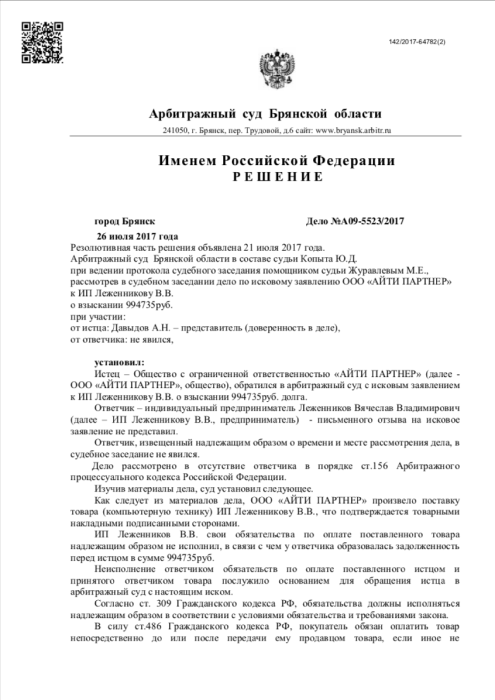 142/2017-64782(2)
Арбитражный суд Брянской области
241050, г. Брянск, пер. Трудовой, д.6 сайт: www.bryansk.arbitr.ru
Именем Российской Федерации
РЕШЕНИЕ
город Брянск Дело №А09-5523/2017
26 июля 2017 года
Резолютивная часть решения объявлена 21 июля 2017 года.
Арбитражный суд Брянской области в составе судьи Копыта Ю.Д.
при ведении протокола судебного заседания помощником судьи Журавлевым М.Е.,
рассмотрев в судебном заседании дело по исковому заявлению ООО «АЙТИ ПАРТНЕР»
к ИП Леженникову В.В.
о взыскании 994735руб.
при участии:
от истца: Давыдов А.Н. – представитель (доверенность в деле),
от ответчика: не явился,
установил:
Истец – Общество с ограниченной ответственностью «АЙТИ ПАРТНЕР» (далее -
ООО «АЙТИ ПАРТНЕР», общество), обратился в арбитражный суд с исковым заявлением
к ИП Леженникову В.В. о взыскании 994735руб. долга.
Ответчик – индивидуальный предприниматель Леженников Вячеслав Владимирович
(далее – ИП Леженникову В.В., предприниматель) - письменного отзыва на исковое
заявление не представил.
Ответчик, извещенный надлежащим образом о времени и месте рассмотрения дела, в
судебное заседание не явился.
Дело рассмотрено в отсутствие ответчика в порядке ст.156 Арбитражного
процессуального кодекса Российской Федерации.
Изучив материалы дела, суд установил следующее.
Как следует из материалов дела, ООО «АЙТИ ПАРТНЕР» произвело поставку
товара (компьютерную технику) ИП Леженникову В.В., что подтверждается товарными
накладными подписанными сторонами.
ИП Леженников В.В. свои обязательства по оплате поставленного товара
надлежащим образом не исполнил, в связи с чем у ответчика образовалась задолженность
перед истцом в сумме 994735руб.
Неисполнение ответчиком обязательств по оплате поставленного истцом и
принятого ответчиком товара послужило основанием для обращения истца в
арбитражный суд с настоящим иском.
Согласно ст. 309 Гражданского кодекса РФ, обязательства должны исполняться
надлежащим образом в соответствии с условиями обязательства и требованиями закона.
В силу ст.486 Гражданского кодекса РФ, покупатель обязан оплатить товар
непосредственно до или после передачи ему продавцом товара, если иное не